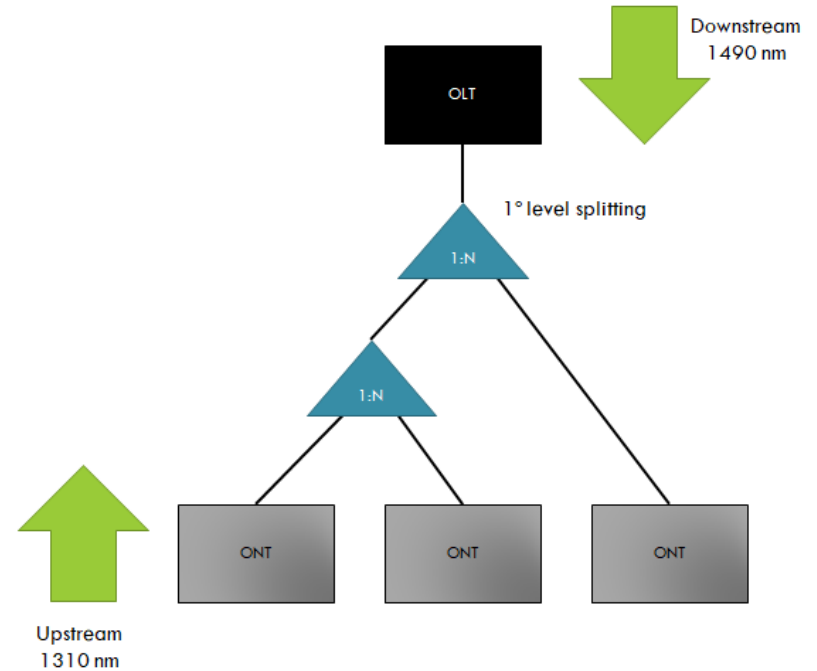 Downstream
1490 nm
OLT
1° level splitting
1:N
1:N
ONT
ONT
ONT
Upstream
1310 nm